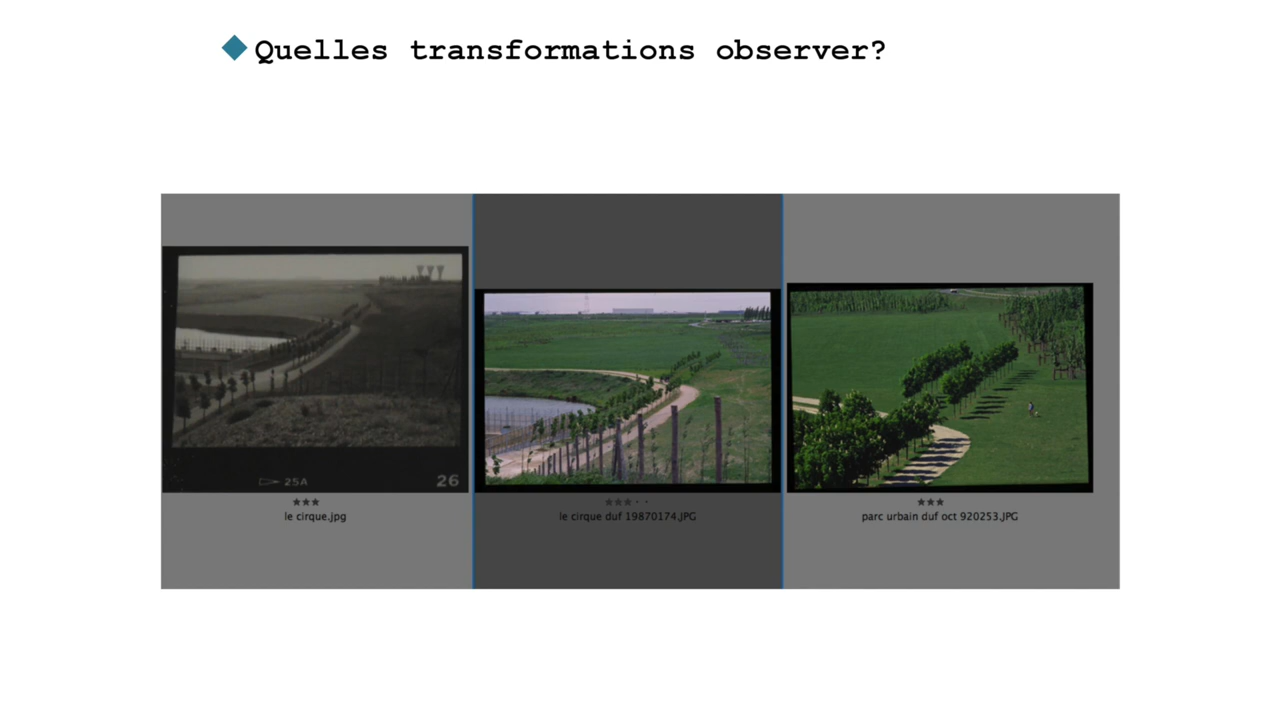 Quelles transformations observer?
25A
26
le cirque.jpg
le cirque duf 19870174.JPG
parc urbain duf oct 920253.JPG